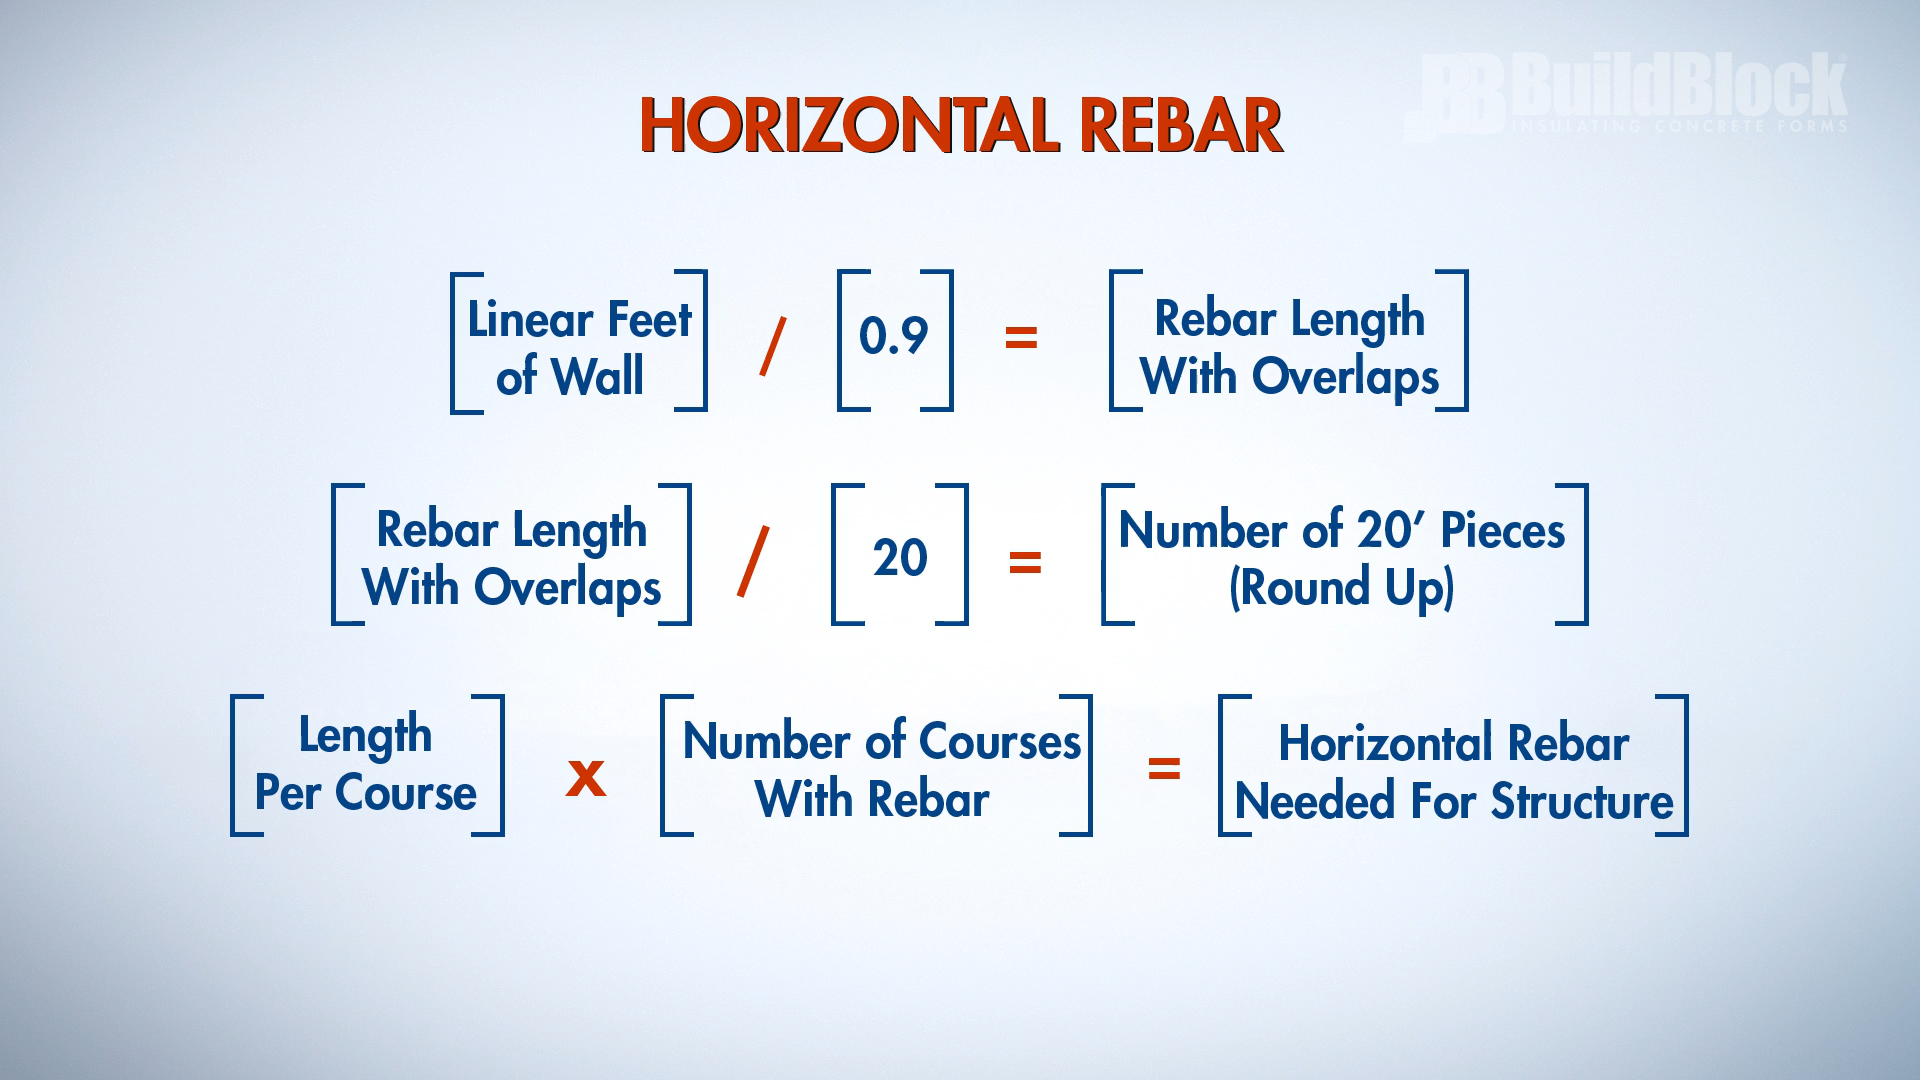 BuildBlock
INSULATING CONCRETE FORMS
HORIZONTAL REBAR
Linear Feet / 0.9 = Rebar Length
of Wall With Overlaps
Rebar Length / 20 = Number of 20′ Pieces
With Overlaps (Round Up)
Length x Number of Courses = Horizontal Rebar
Per Course With Rebar Needed For Structure